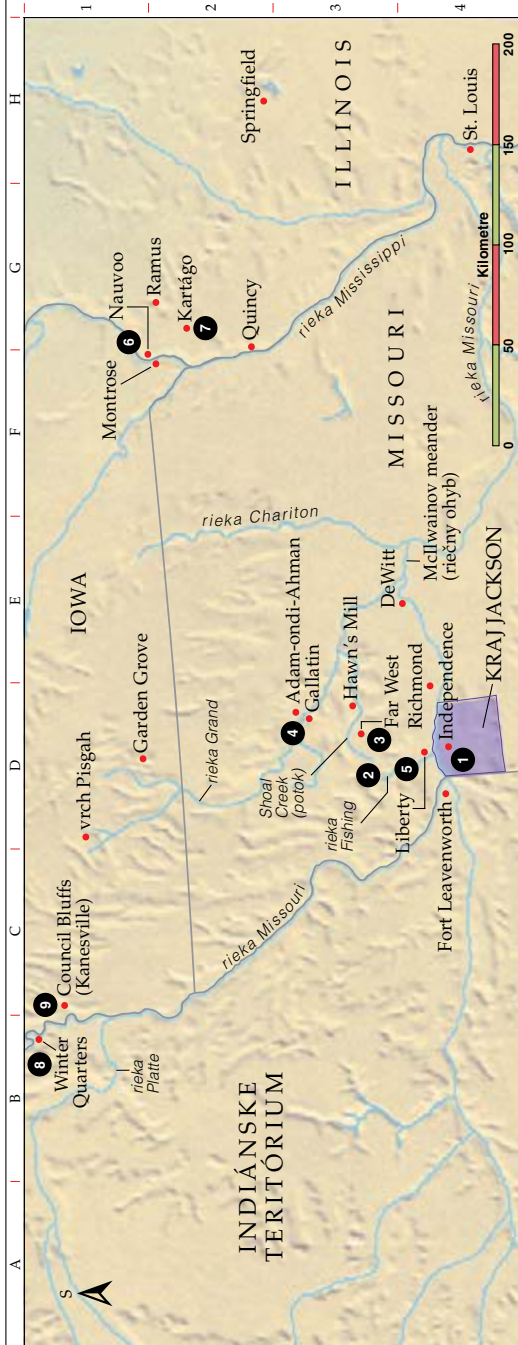 A
B
C
D
E
F
G
H
1
2
3
4
S
8
Winter
Quarters
9
Council Bluffs
(Kanesville)
rieka
Platte
vrch Pisgah
Garden Grove
IOWA
Montrose
6
Nauvoo
Ramus
Kartágo
7
Quincy
Springfield
ILLINOIS
INDIÁNSKE
TERITÓRIUM
rieka Missouri
rieka Grand
rieka Chariton
rieka Mississippi
4
Adam-ondi-Ahman
Gallatin
Shoal
Creek
(potok)
Hawn's Mill
3
Far West
2
rieka
Fishing
5
Liberty
Richmond
DeWitt
McIlwainov meander
(riečny ohyb)
MISSOURI
rieka Missouri
Fort Leavenworth
1
Independence
KRAJ JACKSON
St. Louis
Kilometre
0
50
100
150
200